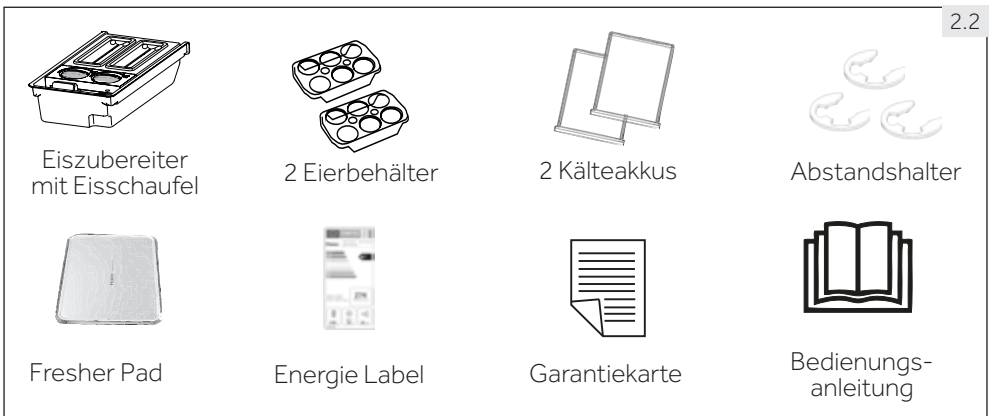 2.2
Eiszubereiter
mit Eisschaufel
2 Eierbehälter
2 Kälteakkus
Abstandshalter
Fresher Pad
Energie Label
Garantiekarte
Bedienungs-
anleitung